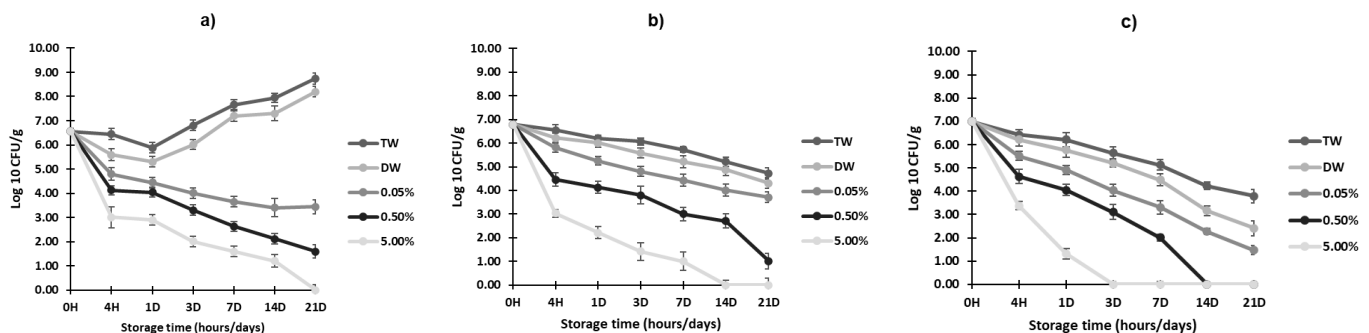 a)
10.00
9.00
8.00
7.00
6.00
5.00
4.00
3.00
2.00
1.00
0.00
Log 10 CFU/g
0H 4H 1D 3D 7D 14D 21D
Storage time (hours/days)
TW
DW
0.05%
0.50%
5.00%
b)
10.00
9.00
8.00
7.00
6.00
5.00
4.00
3.00
2.00
1.00
0.00
Log 10 CFU/g
0H 4H 1D 3D 7D 14D 21D
Storage time (hours/days)
TW
DW
0.05%
0.50%
5.00%
c)
10.00
9.00
8.00
7.00
6.00
5.00
4.00
3.00
2.00
1.00
0.00
Log 10 CFU/g
0H 4H 1D 3D 7D 14D 21D
Storage time (hours/days)
TW
DW
0.05%
0.50%
5.00%